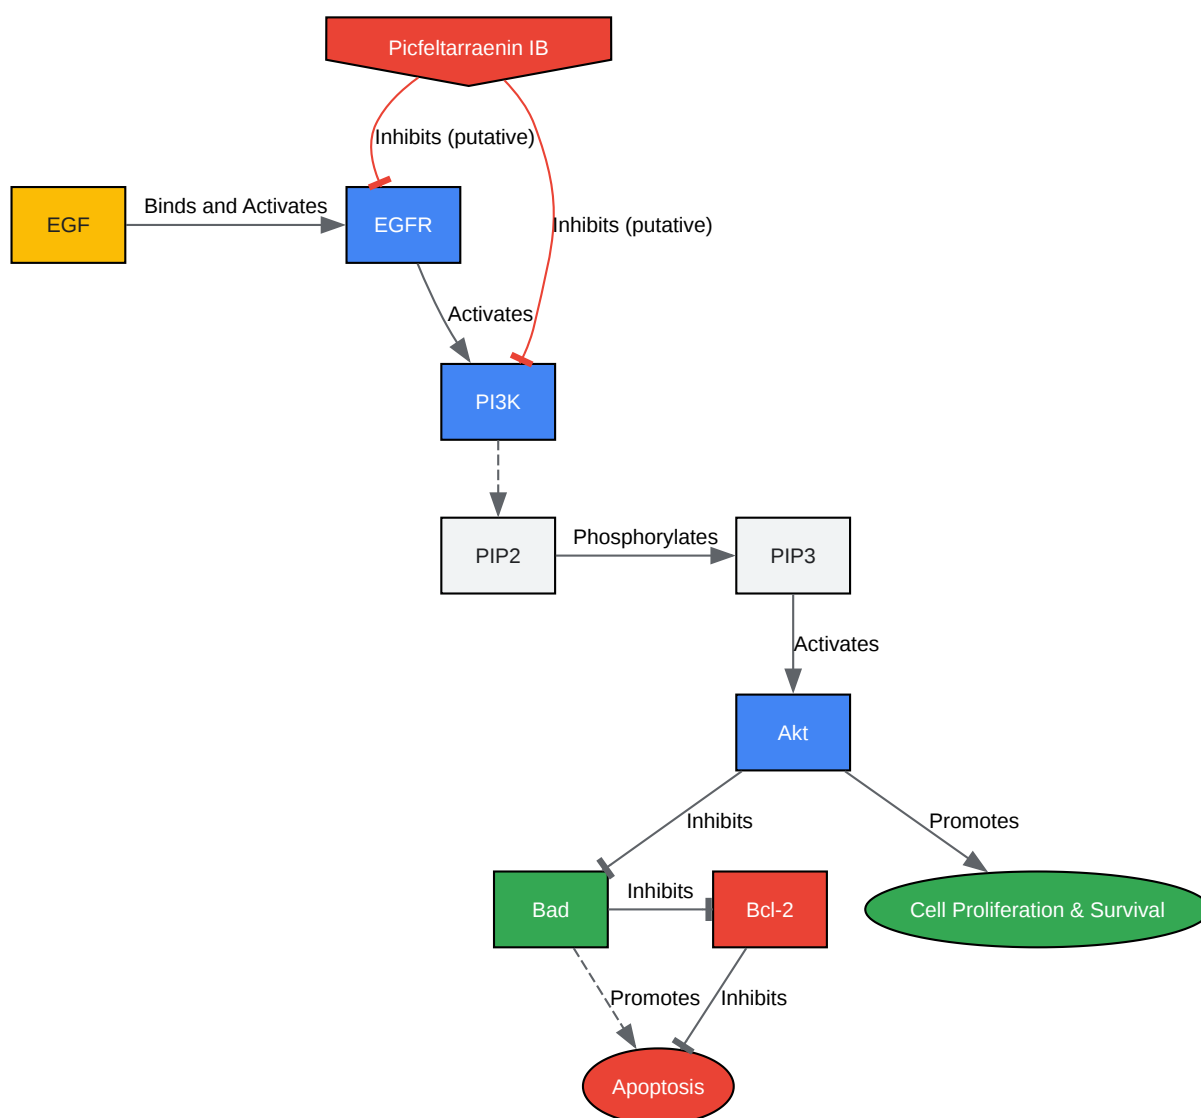 Picfeltarraenin IB
Inhibits (putative)
EGF
Binds and Activates
EGFR
Inhibits (putative)
Activates
PI3K
PIP2
Phosphorylates
PIP3
Activates
Akt
Inhibits
Promotes
Bad
Inhibits
Bcl-2
Cell Proliferation & Survival
Promotes
Inhibits
Apoptosis